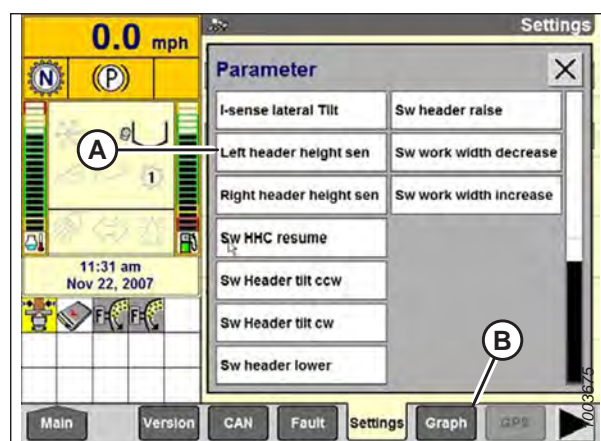 0.0 mph
Settings
N
(P)
Parameter
X
I-sense lateral Tilt
Sw header raise
A
Left header height sen
Sw work width decrease
1
Right header height sen
Sw work width increase
Sw HHC resume
11:31 am
Nov 22, 2007
Sw Header tilt ccw
F=
F=
Sw Header tilt cw
B
Sw header lower
1003675
Main
Version
CAN
Fault
Settings
Graph
GPS